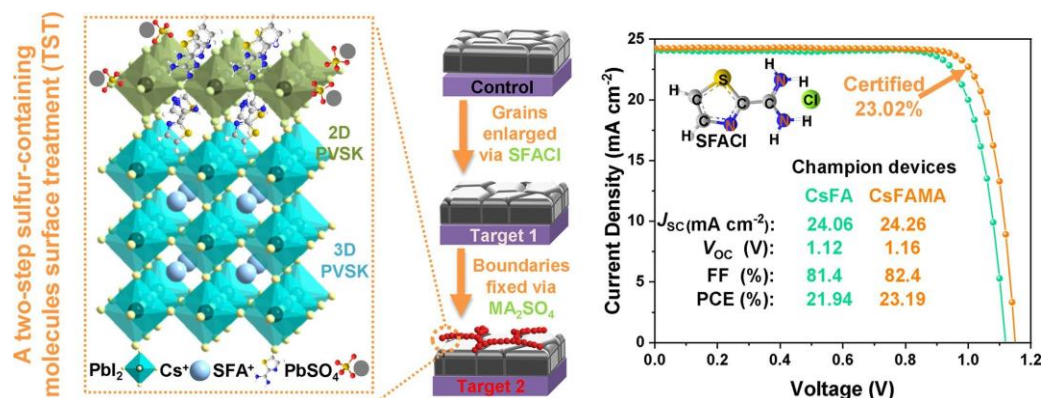 A two-step sulfur-containing
molecules surface treatment (TST)
2D
PVSK
3D
PVSK
PbI₂
Cs⁺
SFA⁺
PbSO₄
Control
Grains
enlarged
via SFACl
Target 1
Boundaries
fixed via
MA₂SO₄
Target 2
Current Density (mA cm⁻²)
25
20
15
10
5
0
0.0 0.2 0.4 0.6 0.8 1.0 1.2
Voltage (V)
S
H
H
N
C
C
C
C
N
N
H
H
H
H
Cl
SFACl
Certified
23.02%
Champion devices
CsFA CsFAMA
JSC (mA cm⁻²): 24.06 24.26
VOC (V): 1.12 1.16
FF (%): 81.4 82.4
PCE (%): 21.94 23.19